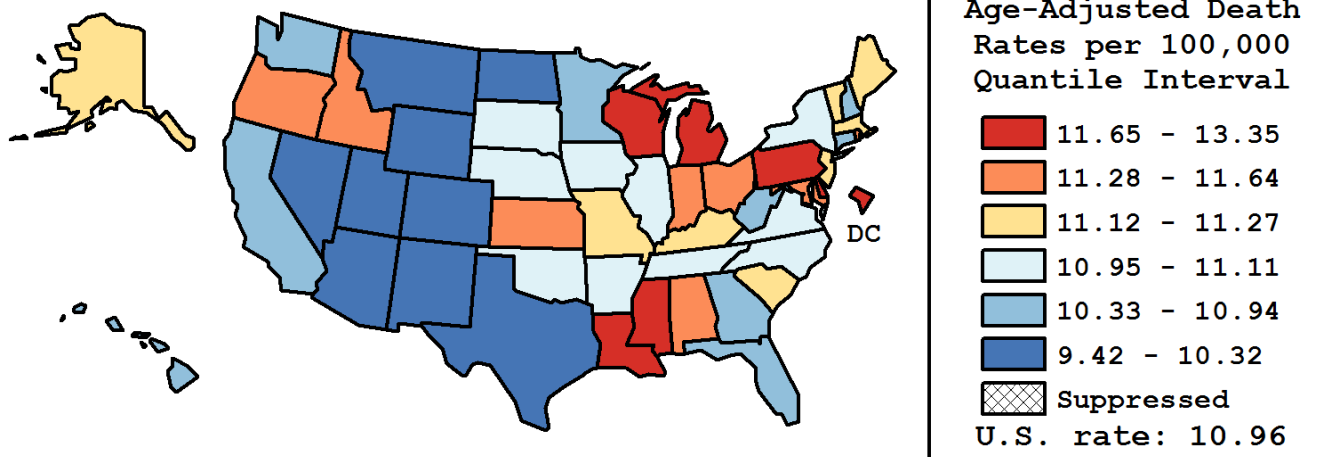 DC
Age-Adjusted Death
Rates per 100,000
Quantile Interval
11.65 - 13.35
11.28 - 11.64
11.12 - 11.27
10.95 - 11.11
10.33 - 10.94
9.42 - 10.32
Suppressed
U.S. rate: 10.96